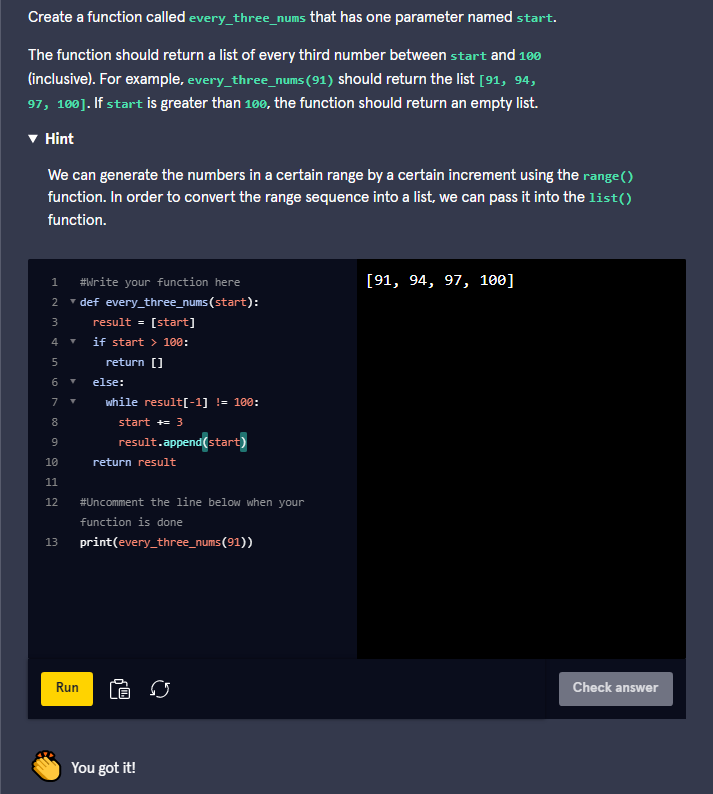 Create a function called every_three_nums that has one parameter named start.
The function should return a list of every third number between start and 100
(inclusive). For example, every_three_nums(91) should return the list [91, 94,
97, 100]. If start is greater than 100, the function should return an empty list.
▼ Hint
We can generate the numbers in a certain range by a certain increment using the range()
function. In order to convert the range sequence into a list, we can pass it into the list()
function.
1 #Write your function here
2 ▼ def every_three_nums(start):
3 result = [start]
4 ▼ if start > 100:
5 return []
6 ▼ else:
7 ▼ while result[-1] != 100:
8 start += 3
9 result.append(start)
10 return result
11
12 #Uncomment the line below when your
function is done
13 print(every_three_nums(91))
[91, 94, 97, 100]
Run
Check answer
You got it!